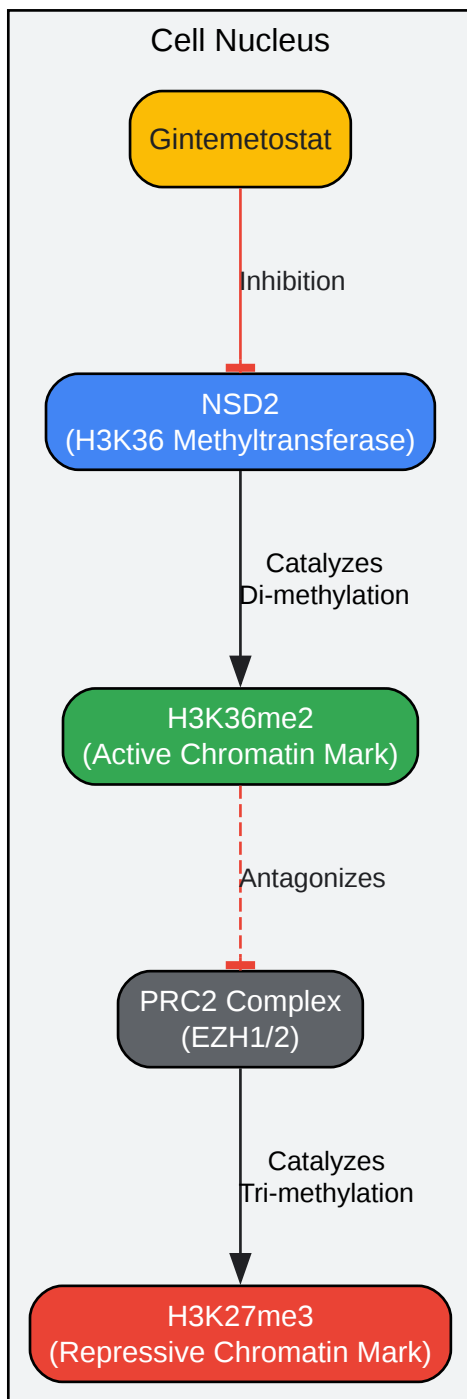 Cell Nucleus
Gintemetostat
Inhibition
NSD2
(H3K36 Methyltransferase)
Catalyzes
Di-methylation
H3K36me2
(Active Chromatin Mark)
Antagonizes
PRC2 Complex
(EZH1/2)
Catalyzes
Tri-methylation
H3K27me3
(Repressive Chromatin Mark)